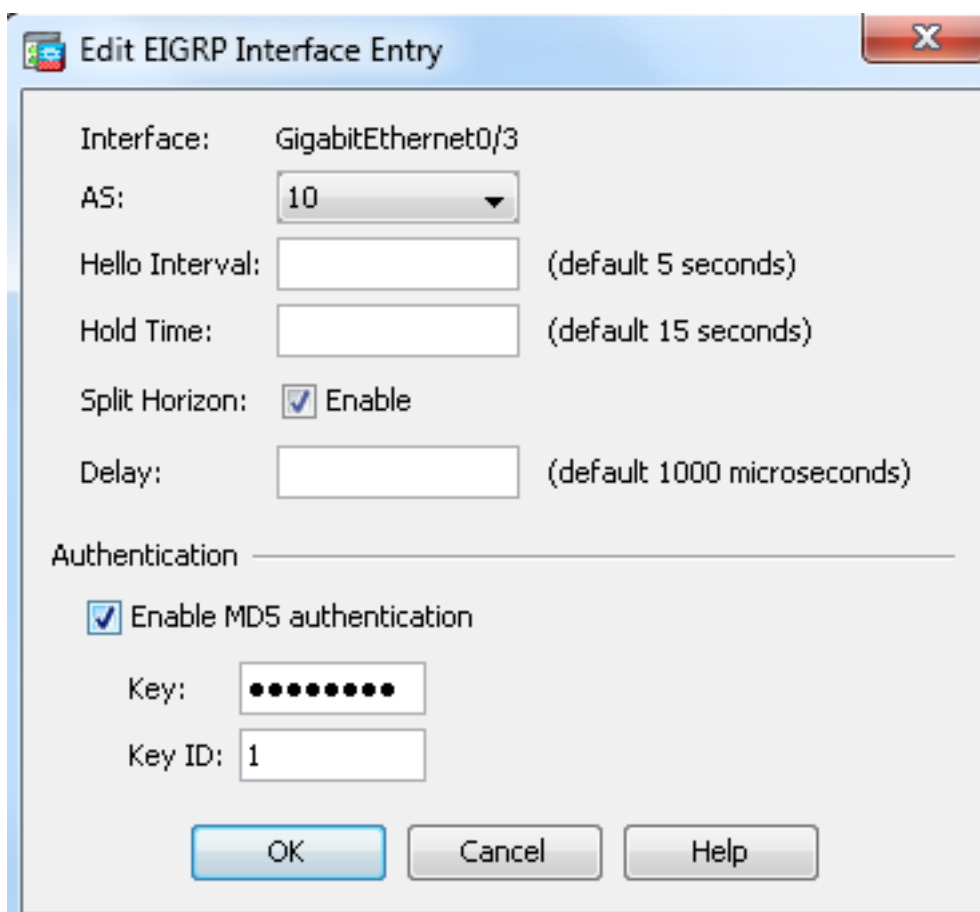 Edit EIGRP Interface Entry
Interface: GigabitEthernet0/3
AS: 10
Hello Interval: (default 5 seconds)
Hold Time: (default 15 seconds)
Split Horizon: Enable
Delay: (default 1000 microseconds)
Authentication
Enable MD5 authentication
Key: ●●●●●●●●
Key ID: 1
OK Cancel Help